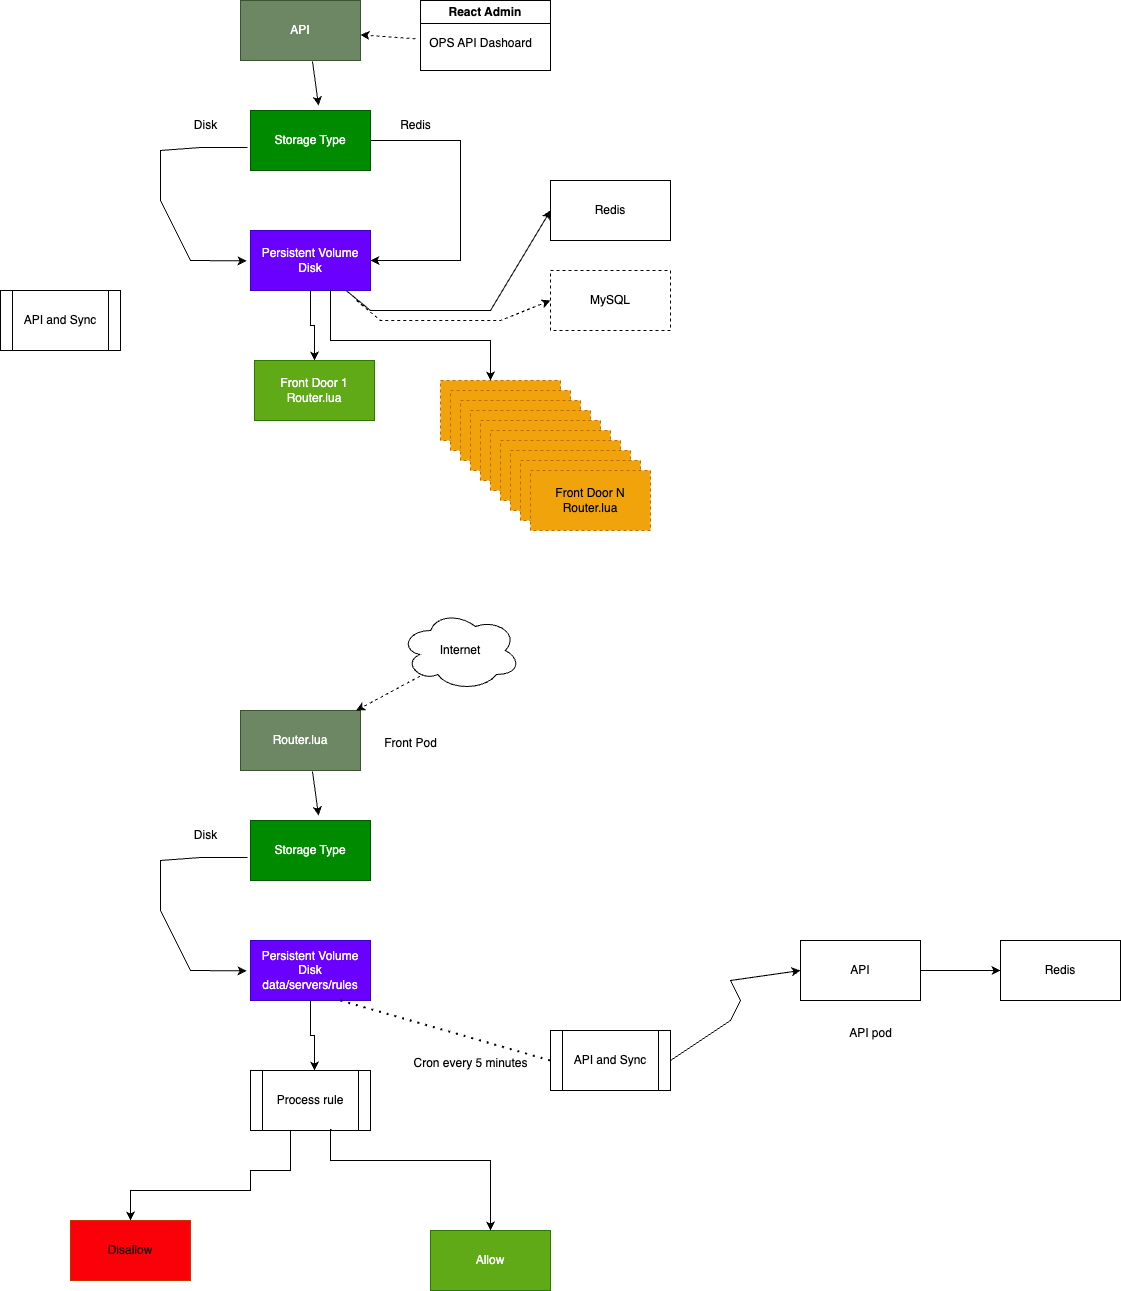 React Admin
API
OPS API Dashoard
Disk
Redis
Storage Type
Redis
Persistent Volume
Disk
MySQL
API and Sync
Front Door 1
Router.lua
Front Door N
Router.lua
Internet
Router.lua
Front Pod
Disk
Storage Type
Persistent Volume
Disk
data/servers/rules
API
Redis
API pod
Cron every 5 minutes
API and Sync
Process rule
Disallow
Allow